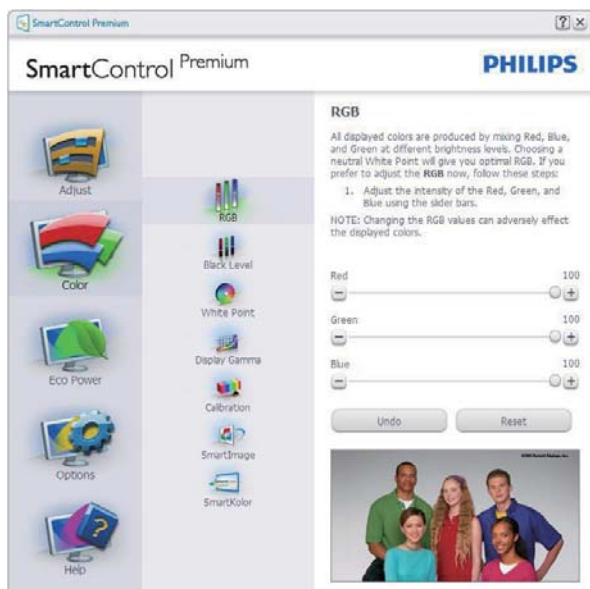 SmartControl Premium
SmartControl Premium
PHILIPS
Adjust
Color
Eco Power
Options
Help
RGB
Black Level
White Point
Display Gamma
Calibration
SmartImage
SmartKolor
RGB
All displayed colors are produced by mixing Red, Blue,
and Green at different brightness levels. Choosing a
neutral White Point will give you optimal RGB. If you
prefer to adjust the RGB now, follow these steps:
1. Adjust the intensity of the Red, Green, and
Blue using the slider bars.
NOTE: Changing the RGB values can adversely effect
the displayed colors.
Red 100
Green 100
Blue 100
Undo Reset